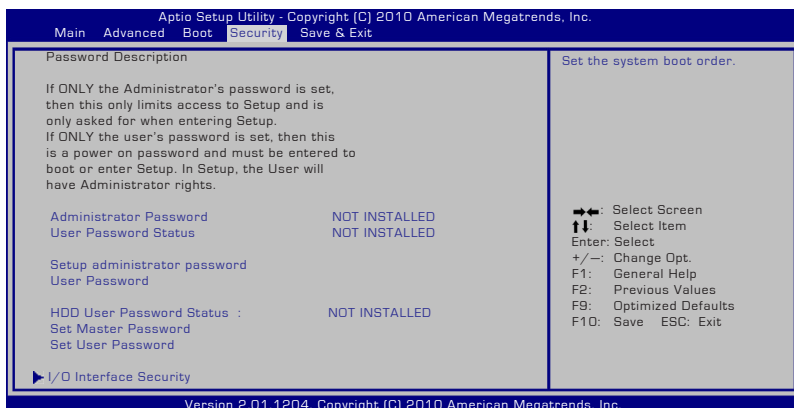 Aptio Setup Utility - Copyright (C) 2010 American Megatrends, Inc.
Main Advanced Boot Security Save & Exit
Password Description
If ONLY the Administrator's password is set,
then this only limits access to Setup and is
only asked for when entering Setup.
If ONLY the user's password is set, then this
is a power on password and must be entered to
boot or enter Setup. In Setup, the User will
have Administrator rights.
Administrator Password NOT INSTALLED
User Password Status NOT INSTALLED
Setup administrator password
User Password
HDD User Password Status : NOT INSTALLED
Set Master Password
Set User Password
I/O Interface Security
Set the system boot order.
→←: Select Screen
↑↓: Select Item
Enter: Select
+/—: Change Opt.
F1: General Help
F2: Previous Values
F9: Optimized Defaults
F10: Save ESC: Exit
Version 2.01.1204. Copyright (C) 2010 American Megatrends, Inc.